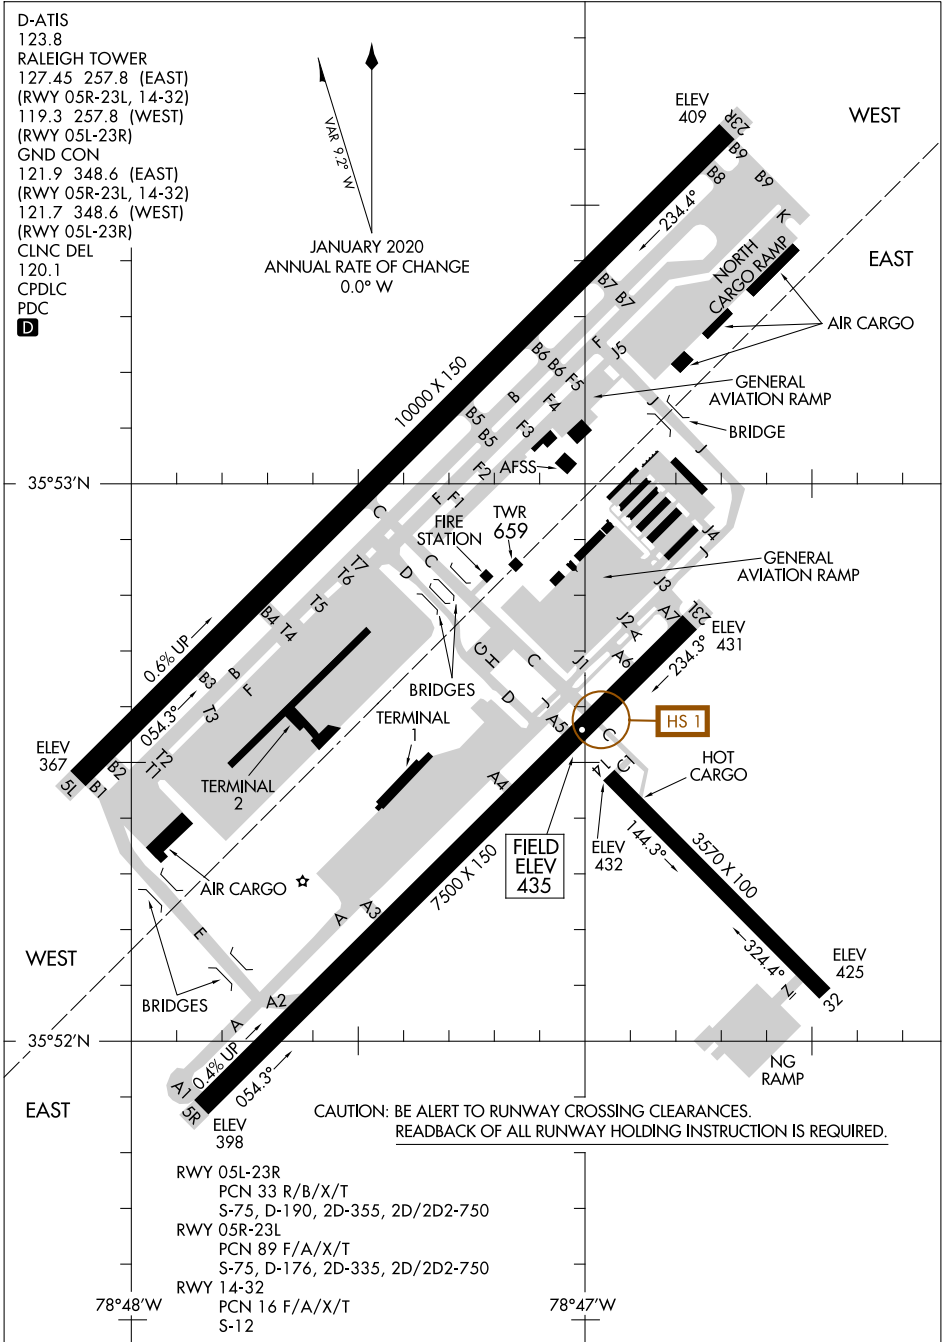 D-ATIS
123.8
RALEIGH TOWER
127.45 257.8 (EAST)
(RWY 05R-23L, 14-32)
119.3 257.8 (WEST)
(RWY 05L-23R)
GND CON
121.9 348.6 (EAST)
(RWY 05R-23L, 14-32)
121.7 348.6 (WEST)
(RWY 05L-23R)
CLNC DEL
120.1
CPDLC
PDC
D
VAR 9.2° W
JANUARY 2020
ANNUAL RATE OF CHANGE
0.0° W
ELEV
409
23R
WEST
B9
B8
B9
K
234.4°
EAST
NORTH
CARGO RAMP
AIR CARGO
B7
B7
F
J5
B6
B6
F5
GENERAL
AVIATION RAMP
10000 X 150
B
F4
J
BRIDGE
B5
B5
F3
J
AFSS
F2
35°53'N
F
F1
C
FIRE
STATION
TWR
659
J4
J
GENERAL
AVIATION RAMP
T7
T6
D
C
J3
T5
B4
T4
A7
23L
ELEV
431
J2
A
A6
234.3°
0.6% UP
B3
B
F
G
H
C
J1
BRIDGES
D
J
T3
054.3°
A5
C
HS 1
TERMINAL
1
ELEV
367
5L
B1
B2
T2
T1
TERMINAL
2
A4
14
C
HOT
CARGO
FIELD
ELEV
435
ELEV
432
144.3°
3570 X 100
7500 X 150
AIR CARGO
A3
A
E
WEST
324.4°
ELEV
425
BRIDGES
A2
A
N
32
35°52'N
0.4% UP
NG
RAMP
A1
054.3°
5R
EAST
ELEV
398
CAUTION: BE ALERT TO RUNWAY CROSSING CLEARANCES.
READBACK OF ALL RUNWAY HOLDING INSTRUCTION IS REQUIRED.
RWY 05L-23R
PCN 33 R/B/X/T
S-75, D-190, 2D-355, 2D/2D2-750
RWY 05R-23L
PCN 89 F/A/X/T
S-75, D-176, 2D-335, 2D/2D2-750
RWY 14-32
PCN 16 F/A/X/T
S-12
78°48'W
78°47'W